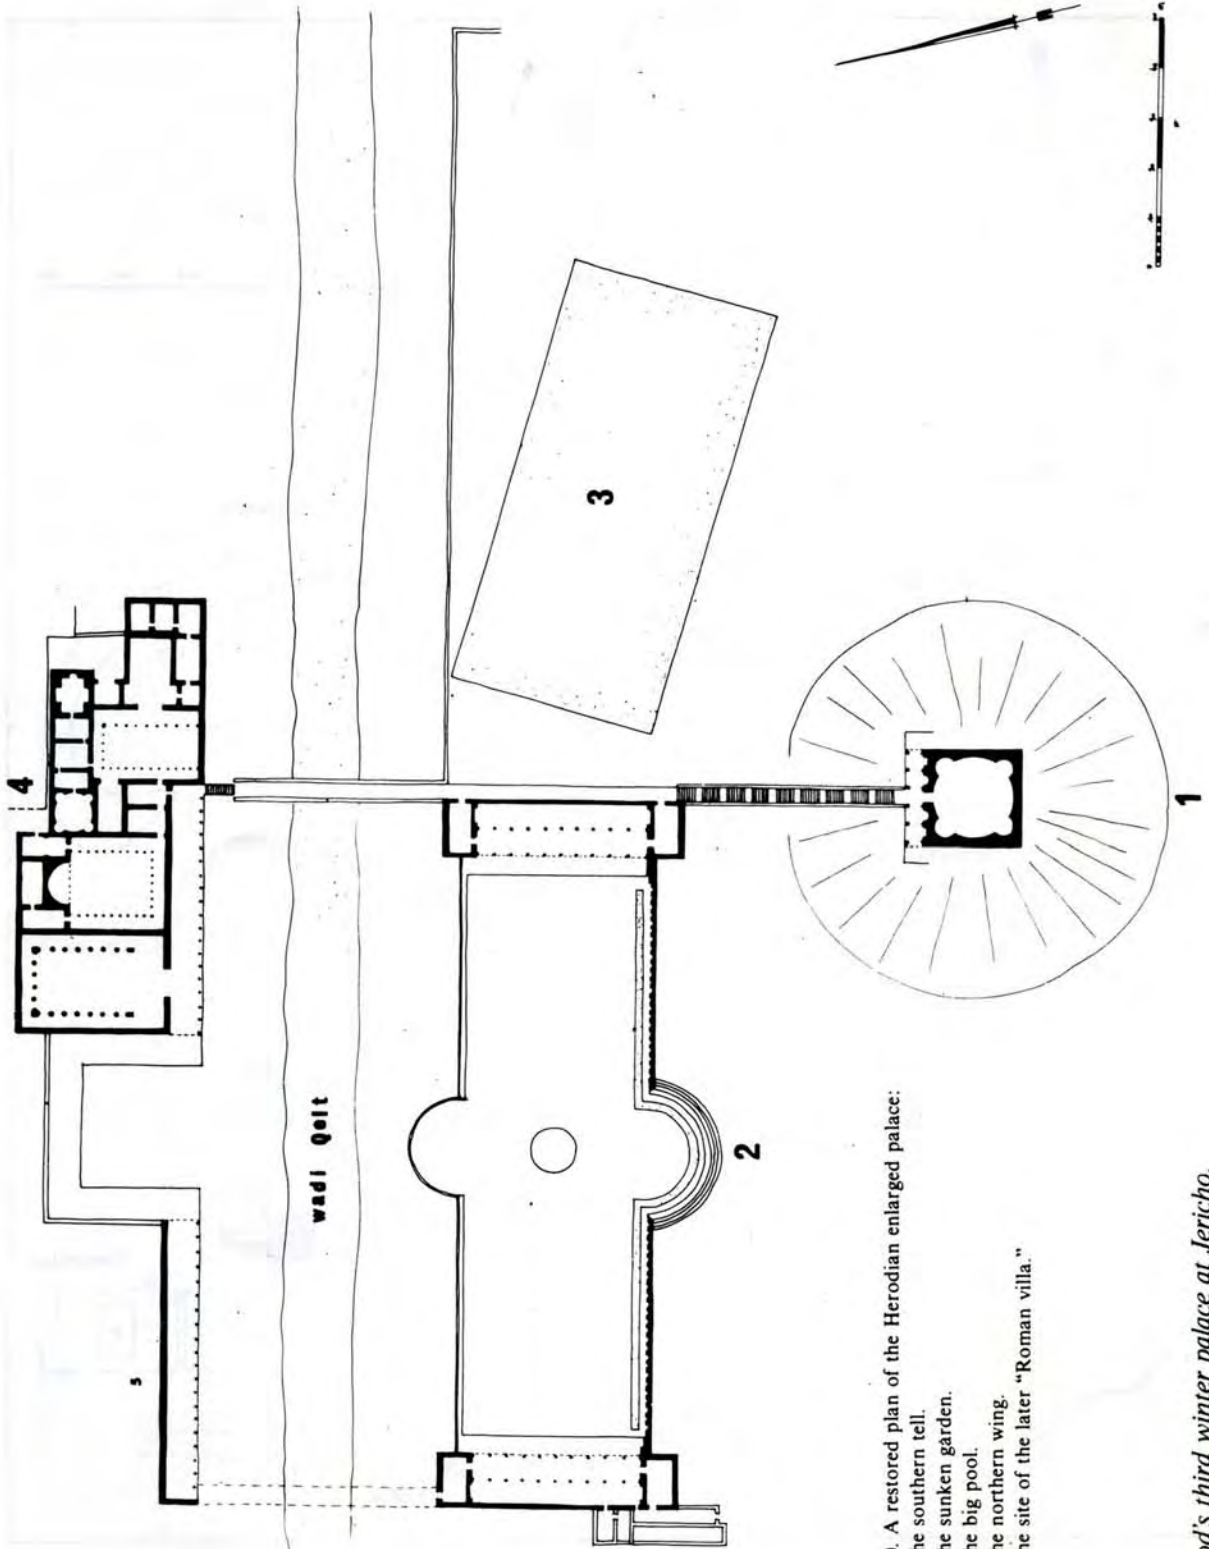 4
3
1
2
5
wadi Qelt
A restored plan of the Herodian enlarged palace:
he southern tell.
he sunken garden.
he big pool.
he northern wing.
he site of the later "Roman villa."
od's third winter palace at Jericho.